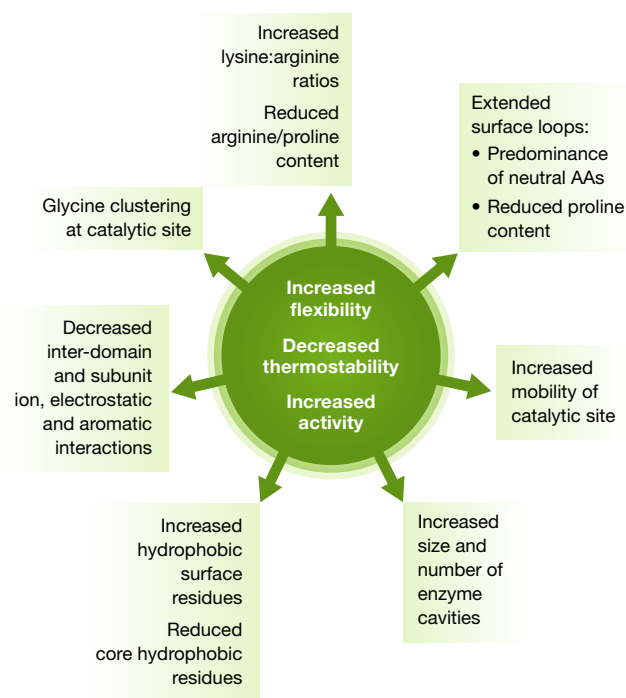 Increased
lysine:arginine
ratios
Reduced
arginine/proline
content
Extended
surface loops:
• Predominance
of neutral AAs
• Reduced proline
content
Glycine clustering
at catalytic site
Increased
flexibility
Decreased
thermostability
Increased
activity
Decreased
inter-domain
and subunit
ion, electrostatic
and aromatic
interactions
Increased
mobility of
catalytic site
Increased
hydrophobic
surface
residues
Reduced
core hydrophobic
residues
Increased
size and
number of
enzyme
cavities